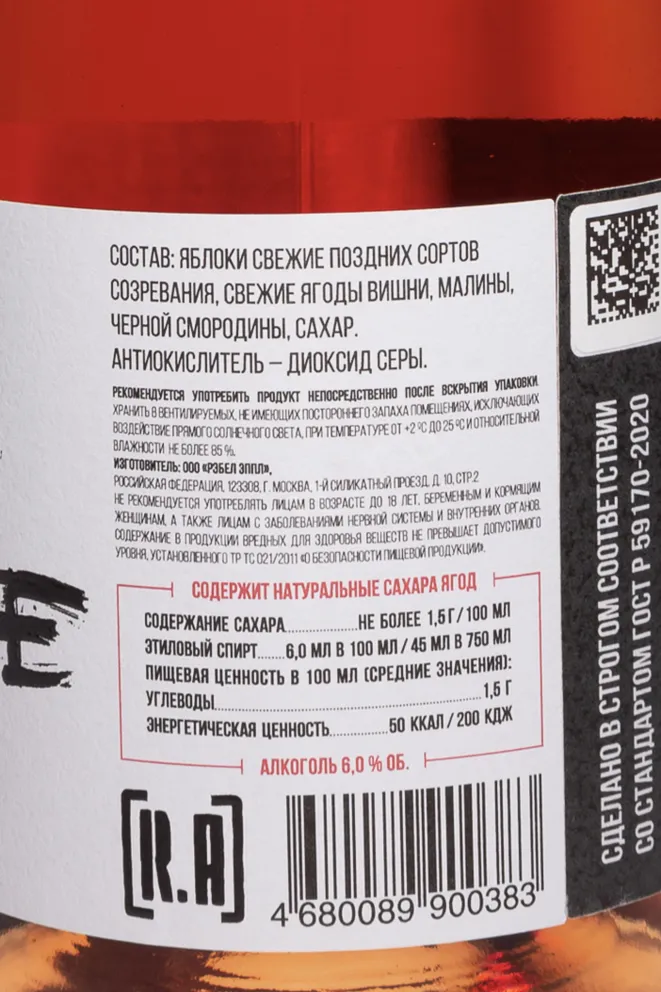 СОСТАВ: ЯБЛОКИ СВЕЖИЕ ПОЗДНИХ СОРТОВ
СОЗРЕВАНИЯ, СВЕЖИЕ ЯГОДЫ ВИШНИ, МАЛИНЫ,
ЧЕРНОЙ СМОРОДИНЫ, САХАР.
АНТИОКИСЛИТЕЛЬ – ДИОКСИД СЕРЫ.
РЕКОМЕНДУЕТСЯ УПОТРЕБИТЬ ПРОДУКТ НЕПОСРЕДСТВЕННО ПОСЛЕ ВСКРЫТИЯ УПАКОВКИ.
ХРАНИТЬ В ВЕНТИЛИРУЕМЫХ, НЕ ИМЕЮЩИХ ПОСТОРОННЕГО ЗАПАХА ПОМЕЩЕНИЯХ, ИСКЛЮЧАЮЩИХ
ВОЗДЕЙСТВИЕ ПРЯМОГО СОЛНЕЧНОГО СВЕТА, ПРИ ТЕМПЕРАТУРЕ ОТ +2 ºC ДО 25 ºC И ОТНОСИТЕЛЬНОЙ
ВЛАЖНОСТИ НЕ БОЛЕЕ 85 %.
ИЗГОТОВИТЕЛЬ: ООО «РЭБЕЛ ЭППЛ»,
РОССИЙСКАЯ ФЕДЕРАЦИЯ, 123308, Г. МОСКВА, 1-Й СИЛИКАТНЫЙ ПРОЕЗД, Д. 10, СТР.2
НЕ РЕКОМЕНДУЕТСЯ УПОТРЕБЛЯТЬ ЛИЦАМ В ВОЗРАСТЕ ДО 18 ЛЕТ, БЕРЕМЕННЫМ И КОРМЯЩИМ
ЖЕНЩИНАМ, А ТАКЖЕ ЛИЦАМ С ЗАБОЛЕВАНИЯМИ НЕРВНОЙ СИСТЕМЫ И ВНУТРЕННИХ ОРГАНОВ.
СОДЕРЖАНИЕ В ПРОДУКЦИИ ВРЕДНЫХ ДЛЯ ЗДОРОВЬЯ ВЕЩЕСТВ НЕ ПРЕВЫШАЕТ ДОПУСТИМОГО
УРОВНЯ, УСТАНОВЛЕННОГО ТР ТС 021/2011 «О БЕЗОПАСНОСТИ ПИЩЕВОЙ ПРОДУКЦИИ».
СОДЕРЖИТ НАТУРАЛЬНЫЕ САХАРА ЯГОД
СОДЕРЖАНИЕ САХАРА..............НЕ БОЛЕЕ 1,5 Г / 100 МЛ
ЭТИЛОВЫЙ СПИРТ......6,0 МЛ В 100 МЛ / 45 МЛ В 750 МЛ
ПИЩЕВАЯ ЦЕННОСТЬ В 100 МЛ (СРЕДНИЕ ЗНАЧЕНИЯ):
УГЛЕВОДЫ..............................1,5 Г
ЭНЕРГЕТИЧЕСКАЯ ЦЕННОСТЬ............50 ККАЛ / 200 КДЖ
АЛКОГОЛЬ 6,0 % ОБ.
E
[R.A]
4 680089 900383
СДЕЛАНО В СТРОГОМ СООТВЕТСТВИИ
СО СТАНДАРТОМ ГОСТ Р 59170-2020